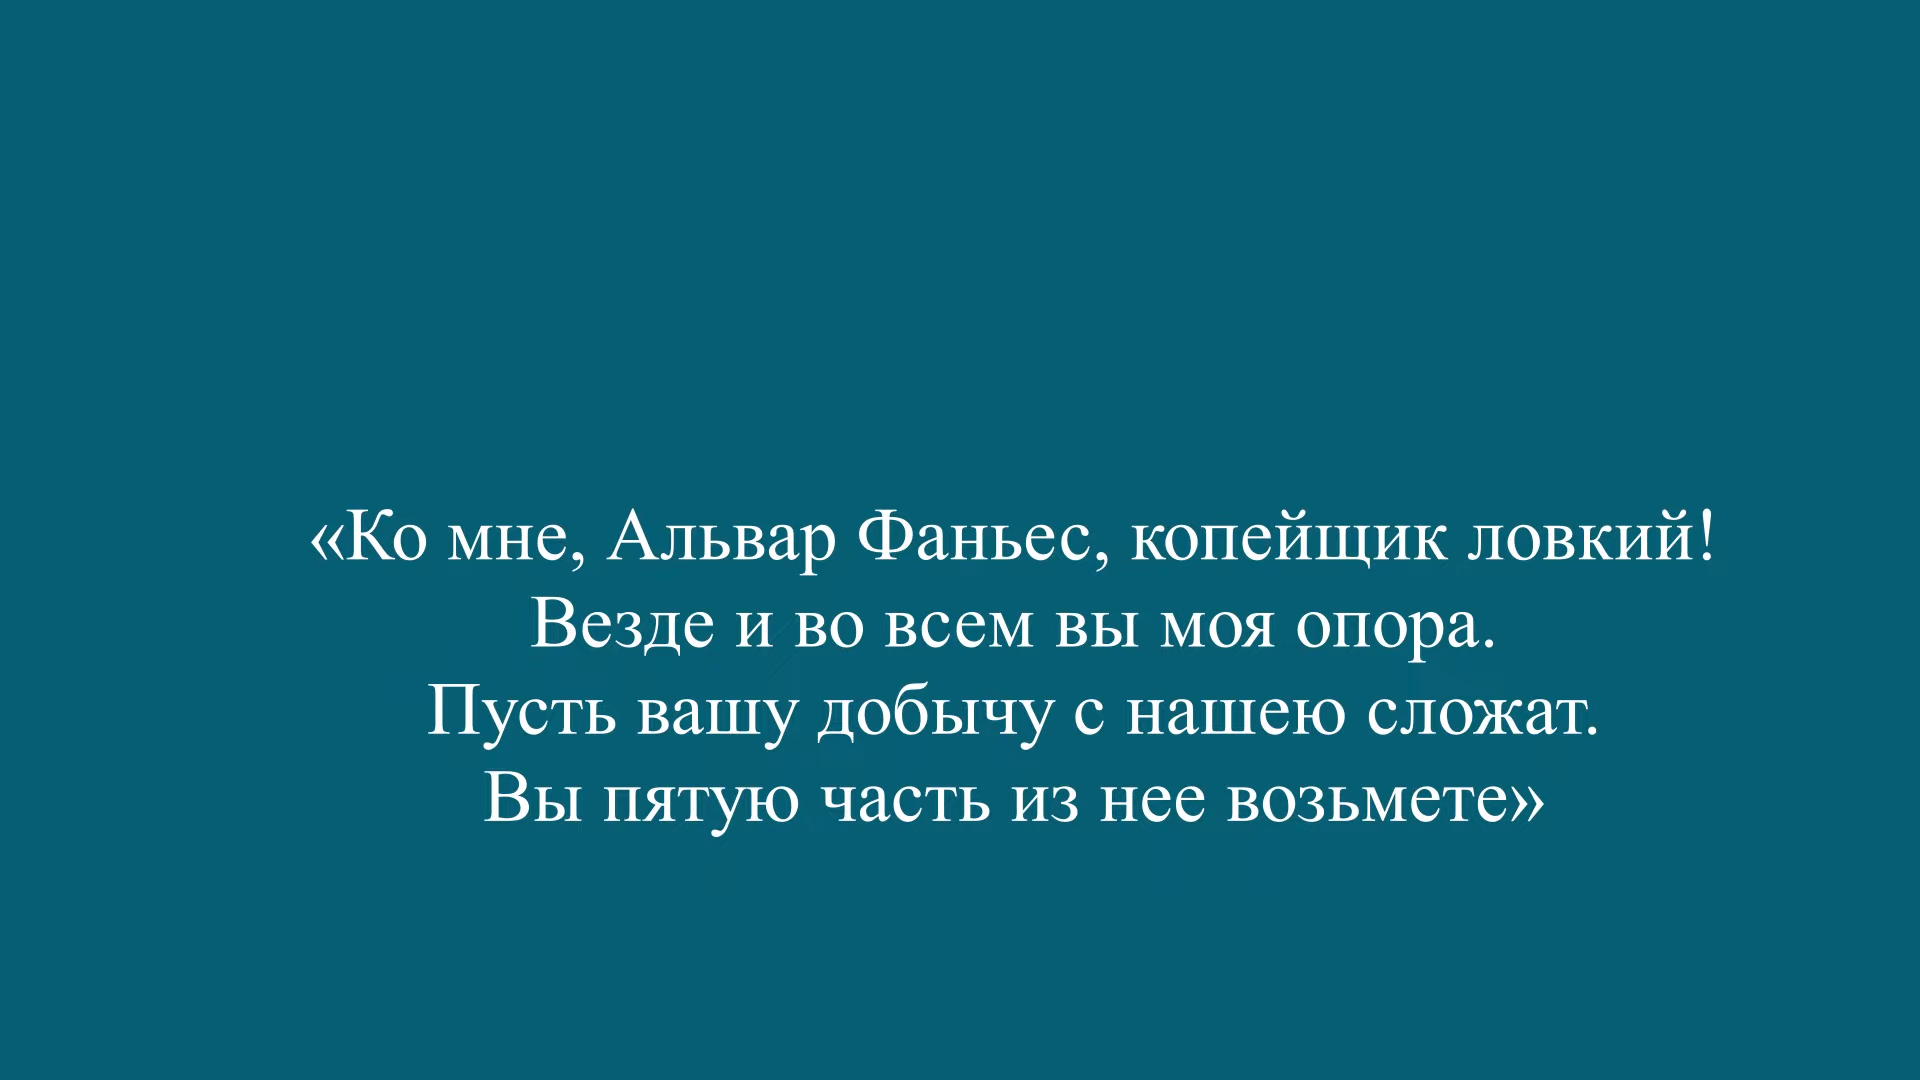 «Ко мне, Альвар Фаньес, копейщик ловкий!
Везде и во всем вы моя опора.
Пусть вашу добычу с нашею сложат.
Вы пятую часть из нее возьмете»